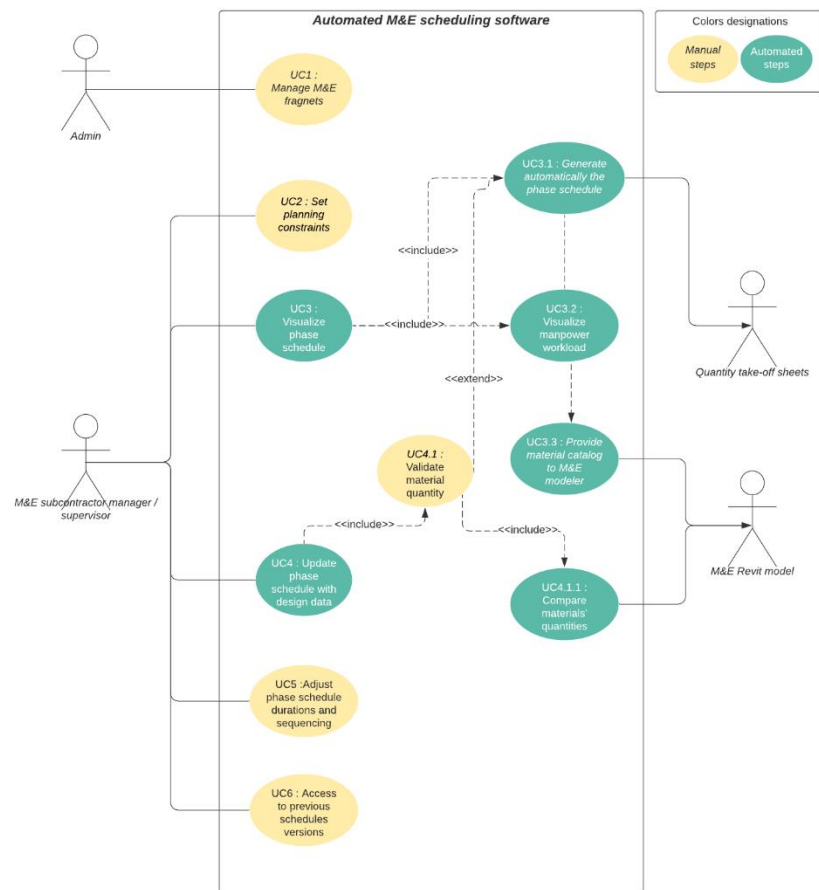 Automated M&E scheduling software
Colors designations
Manual
steps
Automated
steps
UC1 :
Manage M&E
fragnets
Admin
UC3.1 : Generate
automatically the
phase schedule
UC2 : Set
planning
constraints
<<include>>
UC3 :
Visualize
phase
schedule
<<include>>
UC3.2 :
Visualize
manpower
workload
Quantity take-off sheets
<<extend>>
UC4.1 :
Validate
material
quantity
UC3.3 : Provide
material catalog
to M&E
modeler
M&E subcontractor manager /
supervisor
<<include>>
<<include>>
M&E Revit model
UC4 : Update
phase
schedule with
design data
UC4.1.1 :
Compare
materials'
quantities
UC5 :Adjust
phase schedule
durations and
sequencing
UC6 : Access
to previous
schedules
versions